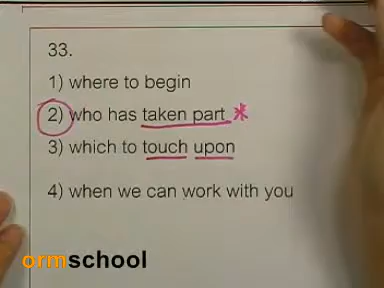 33.
1) where to begin
2) who has taken part *
3) which to touch upon
4) when we can work with you
ormschool